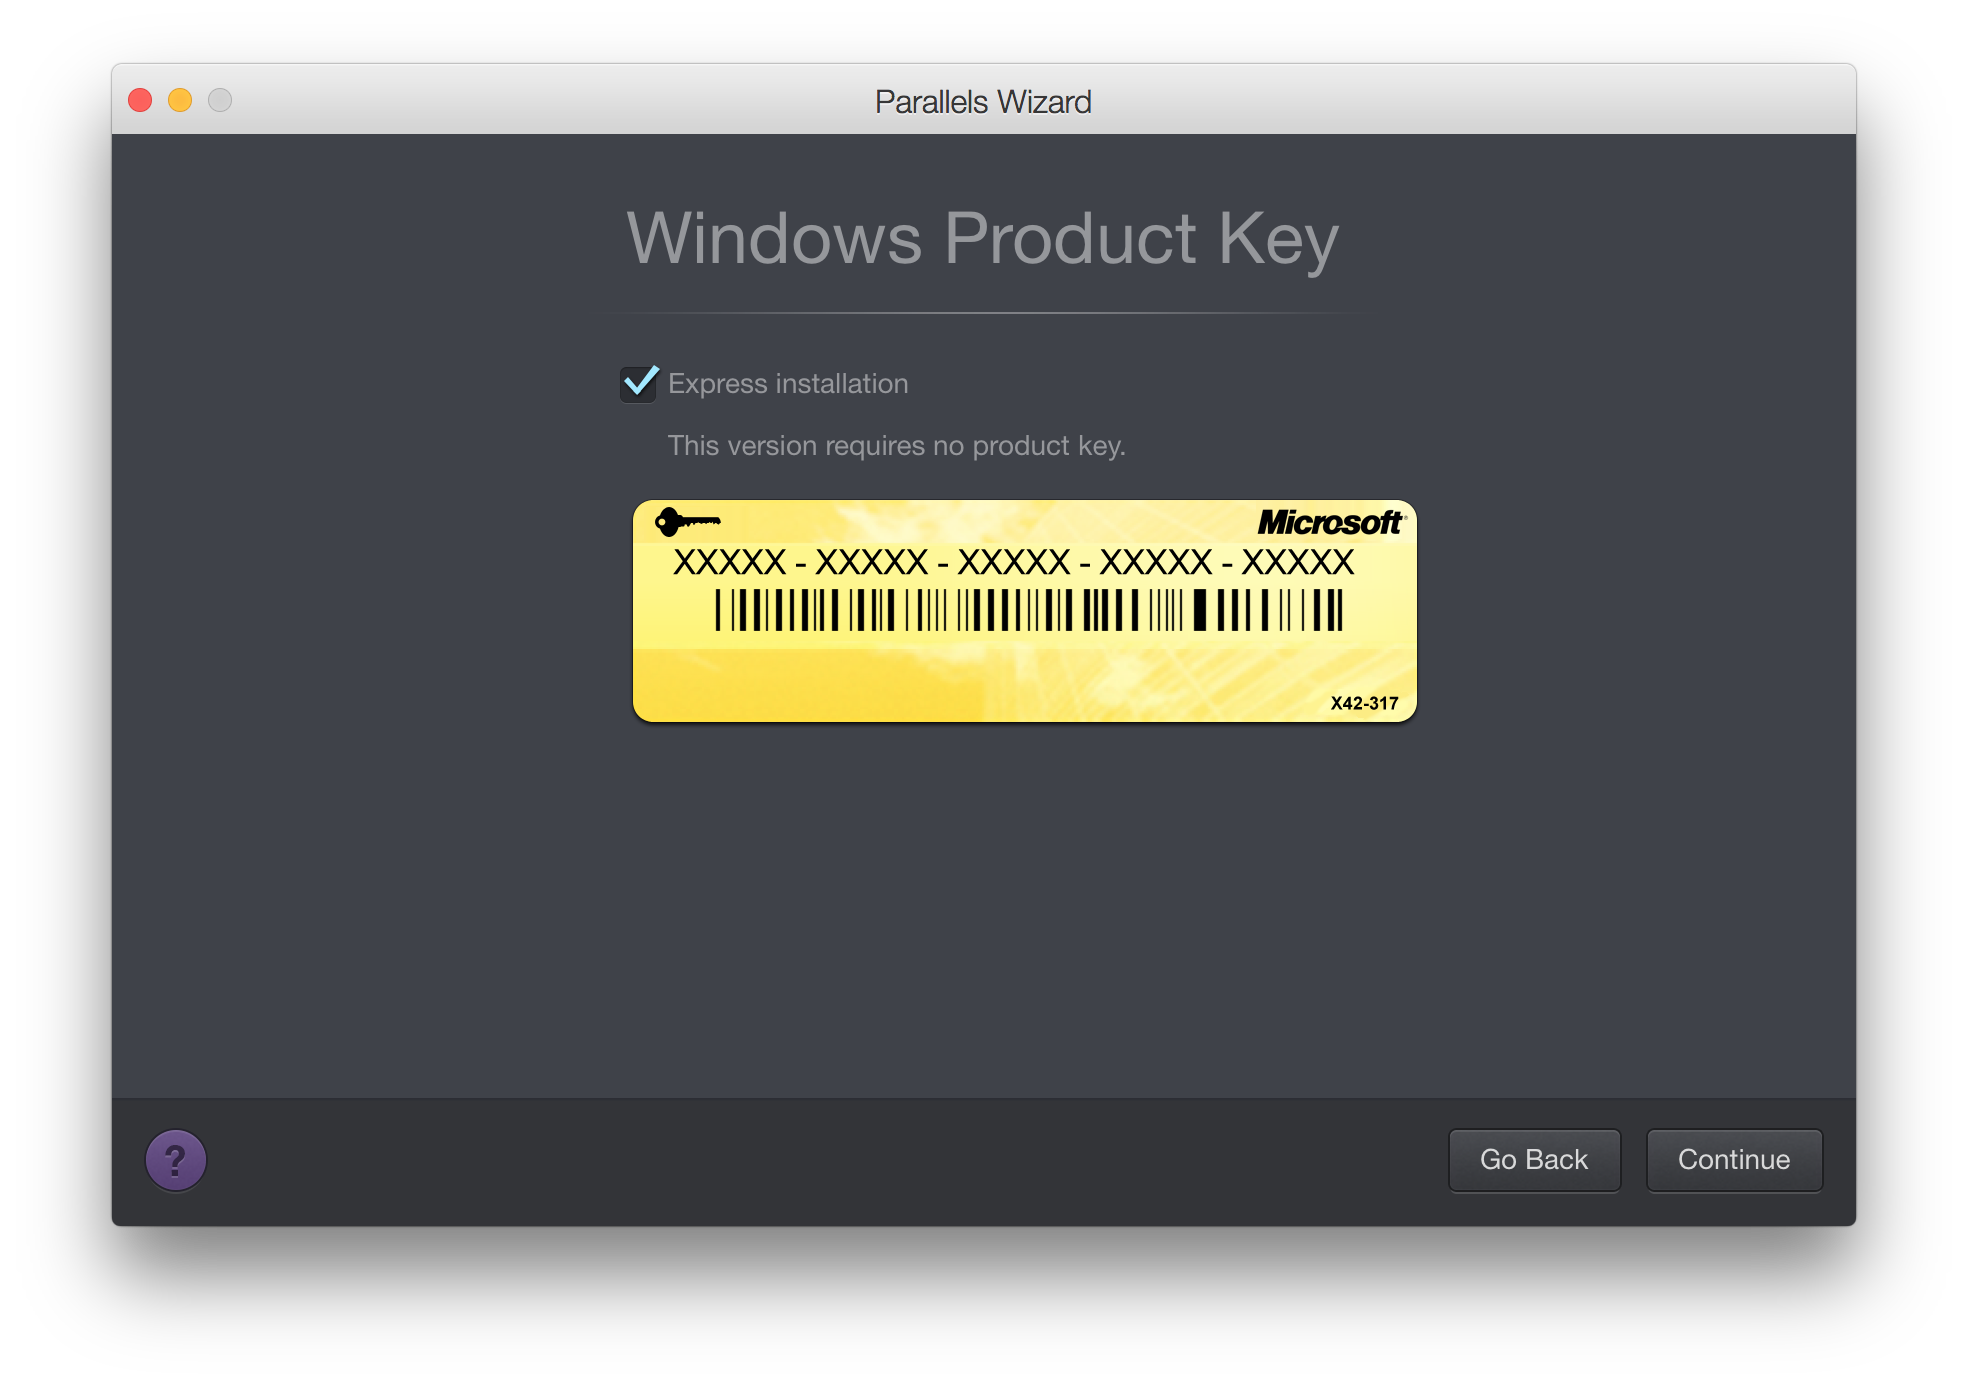 Parallels Wizard
Windows Product Key
Express installation
This version requires no product key.
Microsoft®
XXXXX - XXXXX - XXXXX - XXXXX - XXXXX
X42-317
?
Go Back
Continue